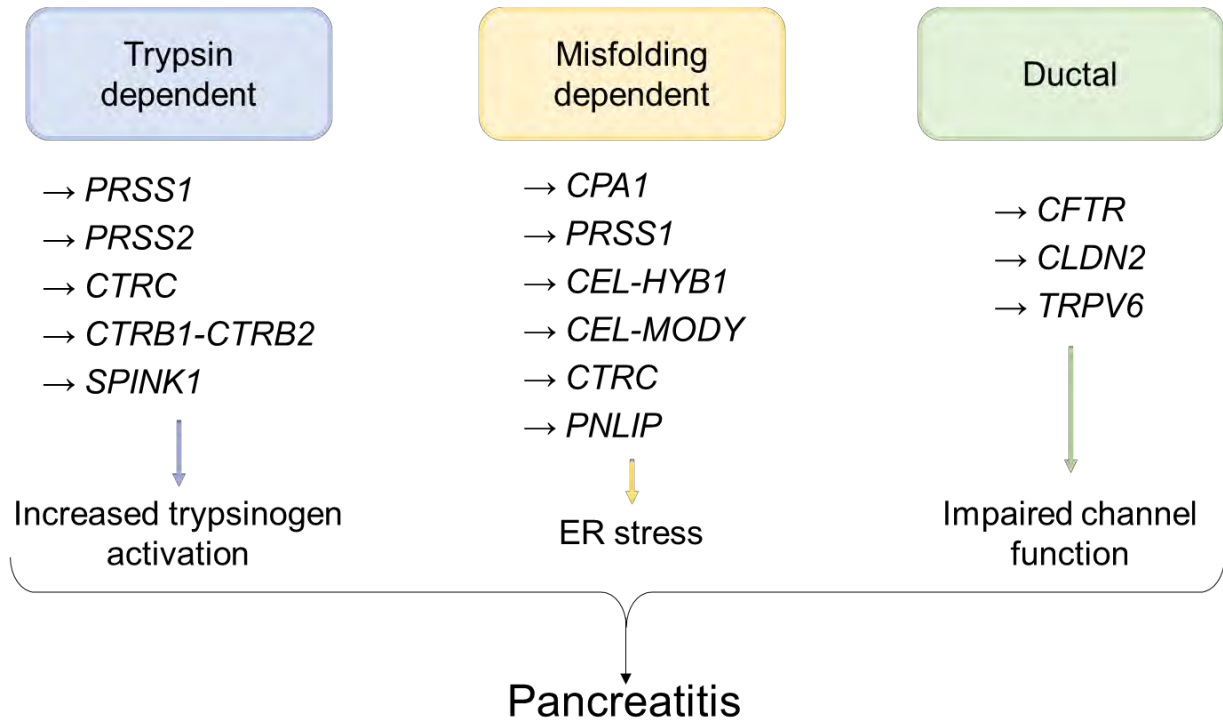 Trypsin
dependent
→ PRSS1
→ PRSS2
→ CTRC
→ CTRB1-CTRB2
→ SPINK1
Increased trypsinogen
activation
Misfolding
dependent
→ CPA1
→ PRSS1
→ CEL-HYB1
→ CEL-MODY
→ CTRC
→ PNLIP
ER stress
Ductal
→ CFTR
→ CLDN2
→ TRPV6
Impaired channel
function
Pancreatitis